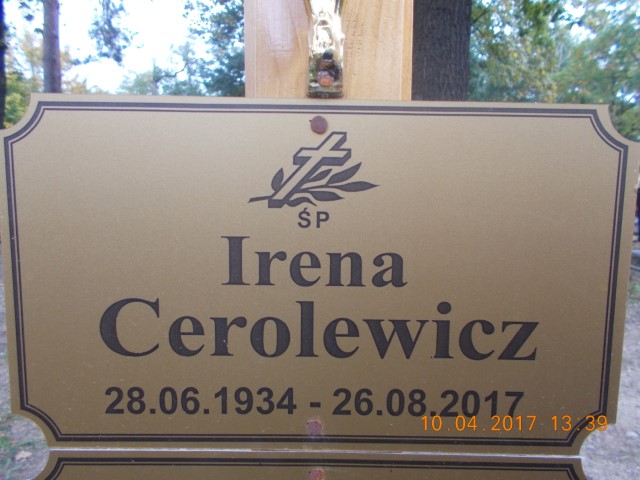 ŚP
Irena
Cerolewicz
28.06.1934 - 26.08.2017
10.04.2017 13:39